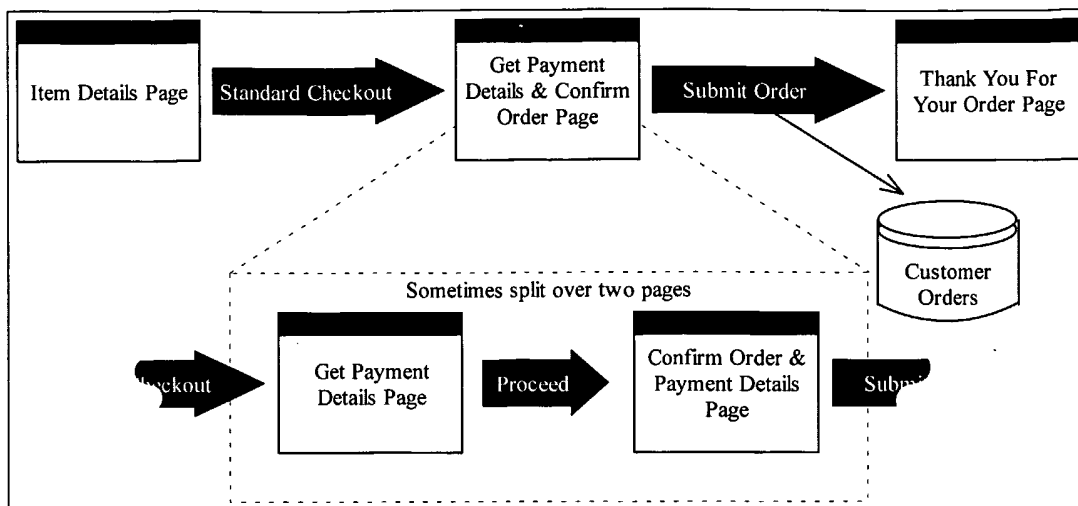 Item Details Page
Standard Checkout
Get Payment
Details & Confirm
Order Page
Submit Order
Thank You For
Your Order Page
Customer
Orders
Sometimes split over two pages
Get Payment
Details Page
Proceed
Confirm Order &
Payment Details
Page